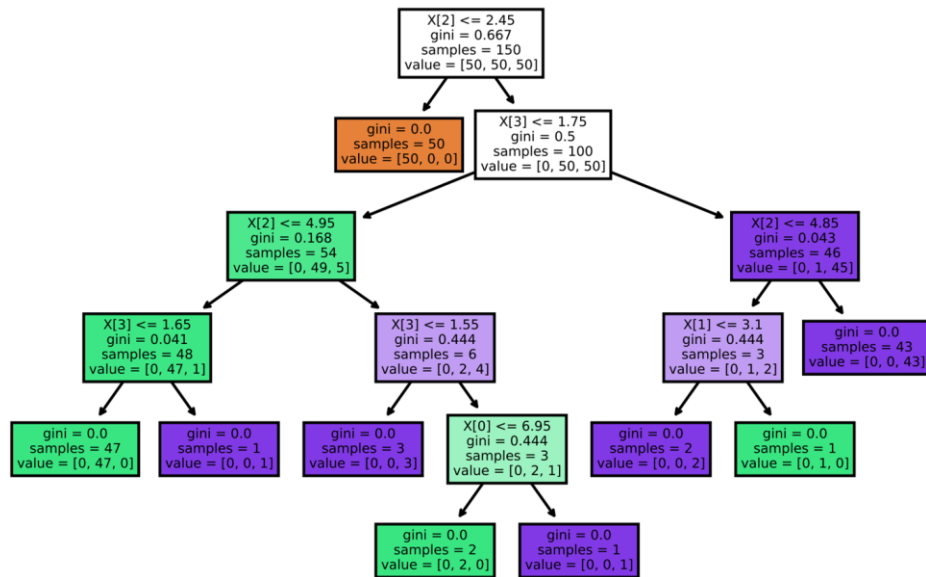 X[2] <= 2.45
gini = 0.667
samples = 150
value = [50, 50, 50]
gini = 0.0
samples = 50
value = [50, 0, 0]
X[3] <= 1.75
gini = 0.5
samples = 100
value = [0, 50, 50]
X[2] <= 4.95
gini = 0.168
samples = 54
value = [0, 49, 5]
X[2] <= 4.85
gini = 0.043
samples = 46
value = [0, 1, 45]
X[3] <= 1.65
gini = 0.041
samples = 48
value = [0, 47, 1]
X[3] <= 1.55
gini = 0.444
samples = 6
value = [0, 2, 4]
X[1] <= 3.1
gini = 0.444
samples = 3
value = [0, 1, 2]
gini = 0.0
samples = 43
value = [0, 0, 43]
gini = 0.0
samples = 47
value = [0, 47, 0]
gini = 0.0
samples = 1
value = [0, 0, 1]
gini = 0.0
samples = 3
value = [0, 0, 3]
X[0] <= 6.95
gini = 0.444
samples = 3
value = [0, 2, 1]
gini = 0.0
samples = 2
value = [0, 0, 2]
gini = 0.0
samples = 1
value = [0, 1, 0]
gini = 0.0
samples = 2
value = [0, 2, 0]
gini = 0.0
samples = 1
value = [0, 0, 1]